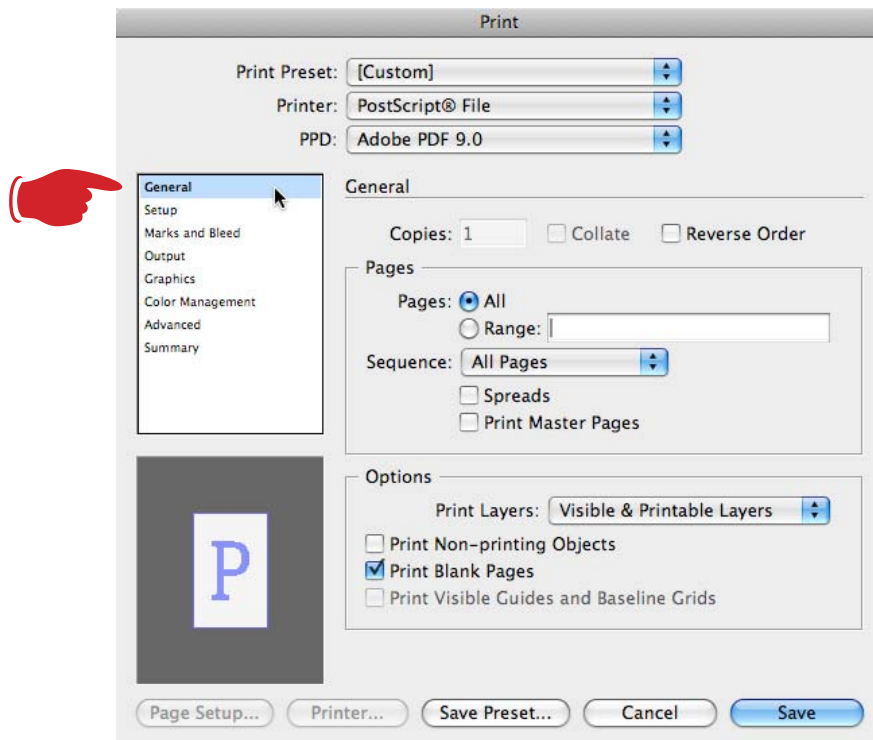 Print
Print Preset: [Custom]
Printer: PostScript® File
PPD: Adobe PDF 9.0
General
Setup
Marks and Bleed
Output
Graphics
Color Management
Advanced
Summary
General
Copies: 1 Collate Reverse Order
Pages
Pages: All
Range:
Sequence: All Pages
Spreads
Print Master Pages
Options
Print Layers: Visible & Printable Layers
Print Non-printing Objects
Print Blank Pages
Print Visible Guides and Baseline Grids
P
Page Setup... Printer... Save Preset... Cancel Save